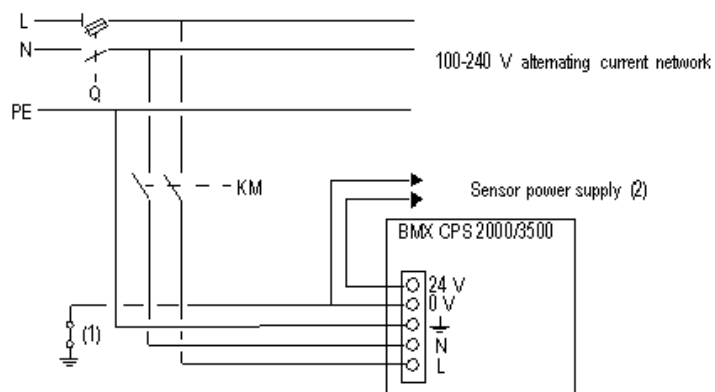 L
N
100-240 V alternating current network
Q
PE
KM
Sensor power supply (2)
BMX CPS 2000/3500
24 V
0 V
(1)
N
L